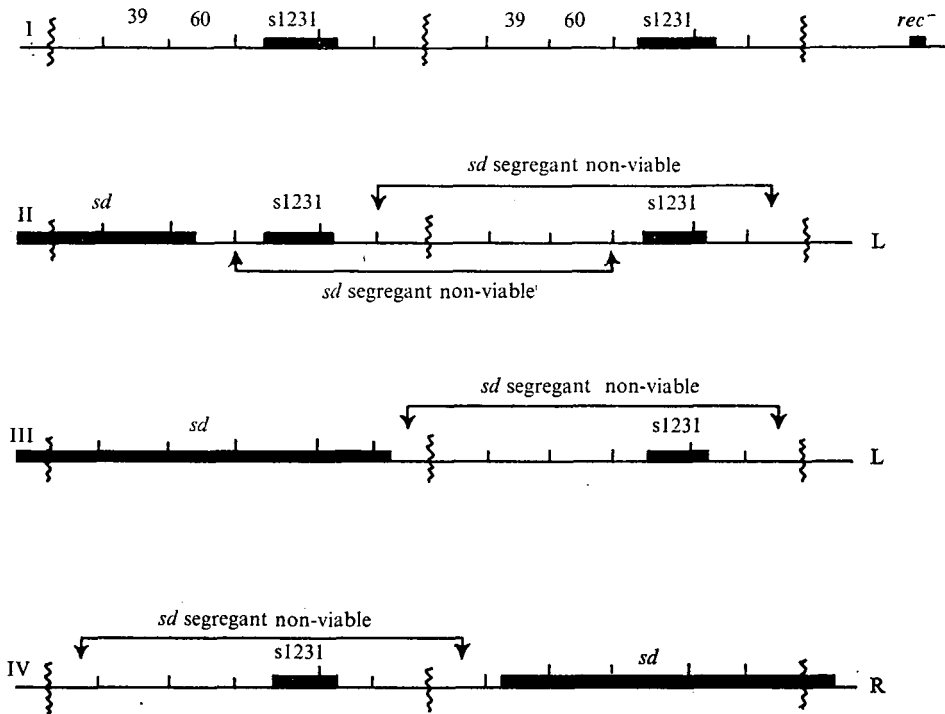 39 60 s1231 39 60 s1231 rec⁻
I
sd segregant non-viable
sd s1231 s1231
II L
sd segregant non-viable
sd segregant non-viable
sd s1231
III L
sd segregant non-viable
s1231 sd
IV R